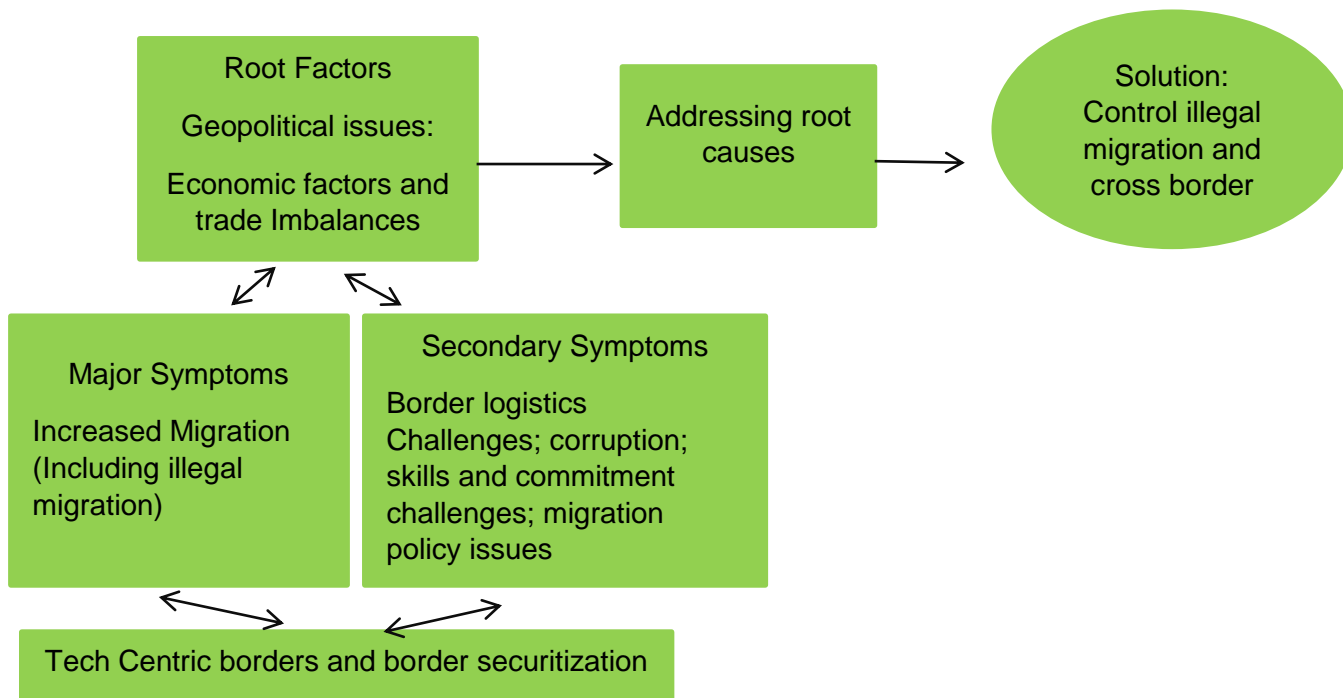 Root Factors
Geopolitical issues:
Economic factors and
trade Imbalances
Addressing root
causes
Solution:
Control illegal
migration and
cross border
Major Symptoms
Increased Migration
(Including illegal
migration)
Secondary Symptoms
Border logistics
Challenges; corruption;
skills and commitment
challenges; migration
policy issues
Tech Centric borders and border securitization